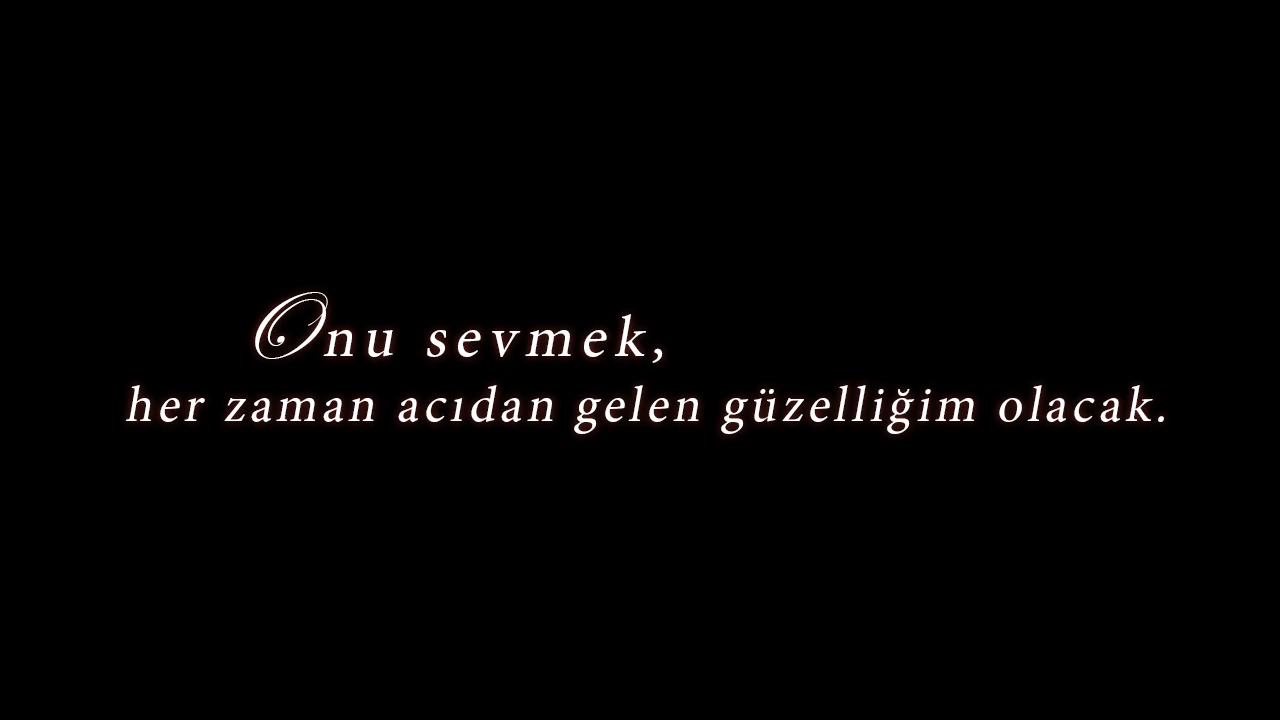 Onu sevmek,
her zaman acıdan gelen güzelliğim olacak.